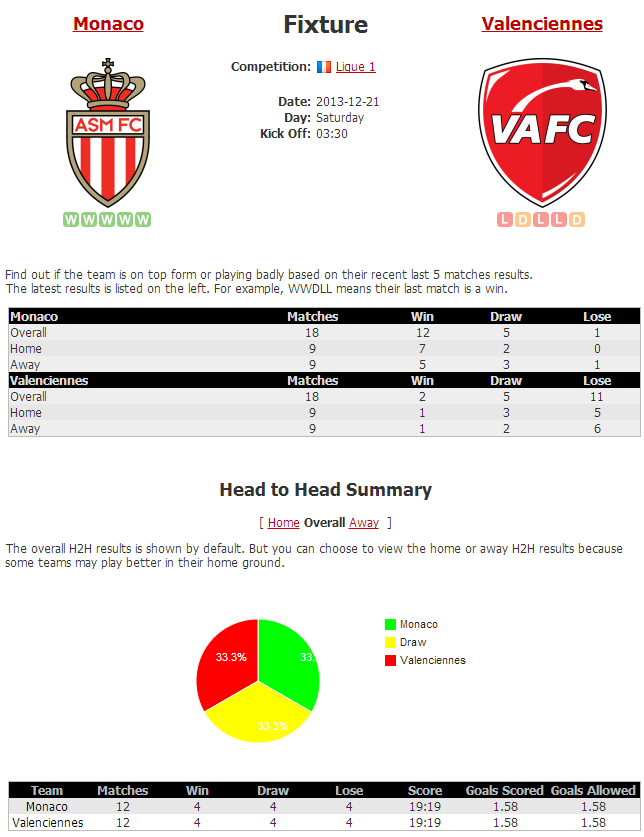 Monaco
Fixture
Valenciennes
Competition: Ligue 1
Date: 2013-12-21
Day: Saturday
Kick Off: 03:30
ASM FC
VAFC
W W W W W
L D L L D
Find out if the team is on top form or playing badly based on their recent last 5 matches results.
The latest results is listed on the left. For example, WWDLL means their last match is a win.
Monaco Matches Win Draw Lose
Overall 18 12 5 1
Home 9 7 2 0
Away 9 5 3 1
Valenciennes Matches Win Draw Lose
Overall 18 2 5 11
Home 9 1 3 5
Away 9 1 2 6
Head to Head Summary
[ Home Overall Away ]
The overall H2H results is shown by default. But you can choose to view the home or away H2H results because
some teams may play better in their home ground.
Monaco
Draw
Valenciennes
33.3%
33.
33.3%
Team Matches Win Draw Lose Score Goals Scored Goals Allowed
Monaco 12 4 4 4 19:19 1.58 1.58
Valenciennes 12 4 4 4 19:19 1.58 1.58